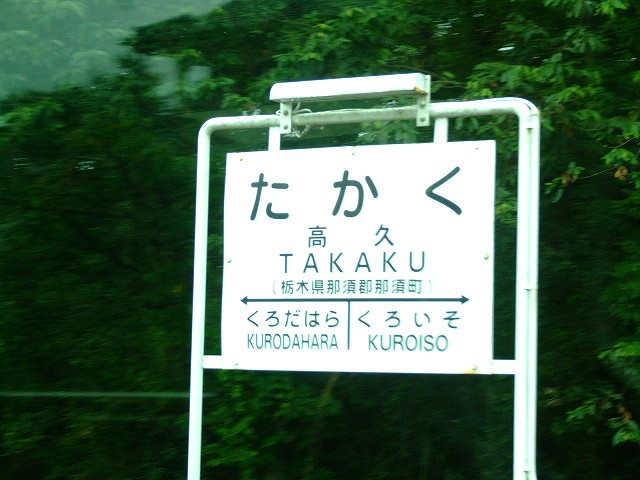 たかく
高久
TAKAKU
(栃木県那須郡那須町)
くろだはら くろいそ
KURODAHARA KUROISO